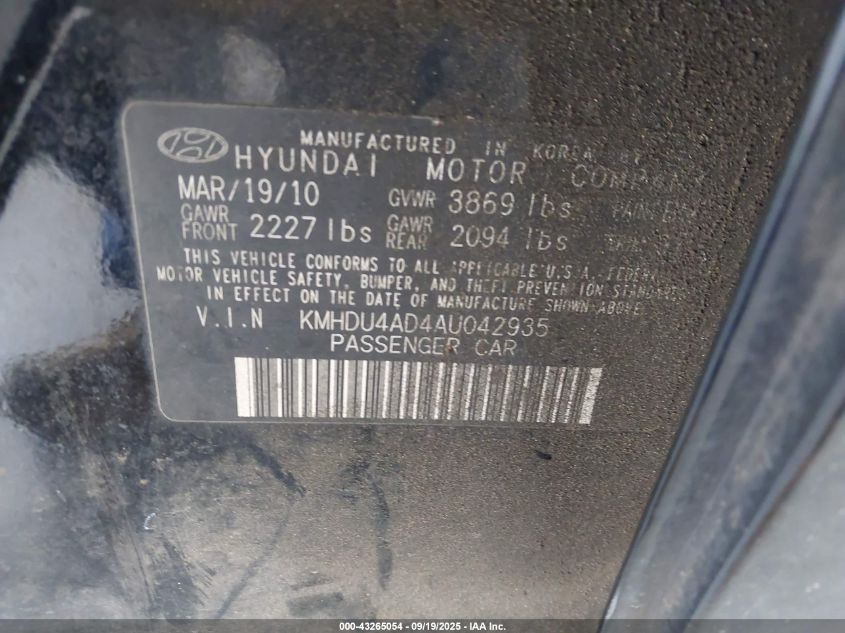 MANUFACTURED IN KOREA BY
HYUNDAI MOTOR COMPANY
MAR/19/10 GVWR 3869 lbs
GAWR FRONT 2227 lbs GAWR REAR 2094 lbs
THIS VEHICLE CONFORMS TO ALL APPLICABLE U.S.A. FEDERAL
MOTOR VEHICLE SAFETY, BUMPER, AND THEFT PREVENTION STANDARDS
IN EFFECT ON THE DATE OF MANUFACTURE SHOWN ABOVE
V.I.N KMHDU4AD4AU042935
PASSENGER CAR
000-43265054 - 09/19/2025 - IAA Inc.